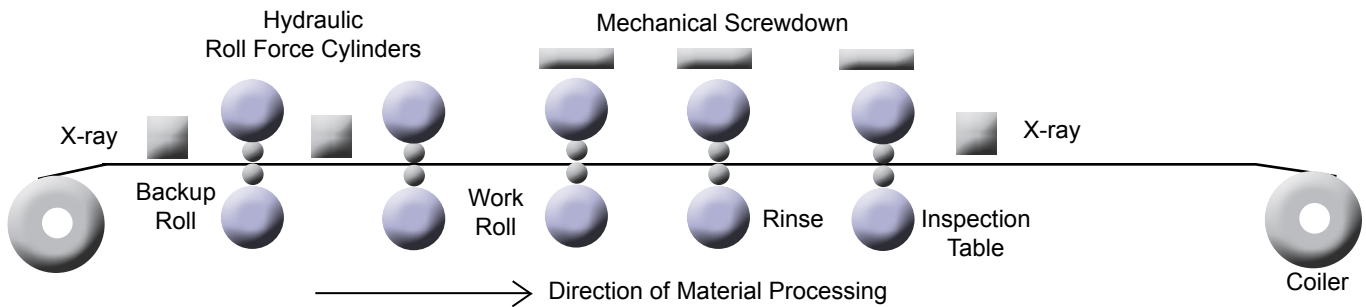 Hydraulic
Roll Force Cylinders
Mechanical Screwdown
X-ray
X-ray
Backup
Roll
Work
Roll
Rinse
Inspection
Table
Coiler
Direction of Material Processing